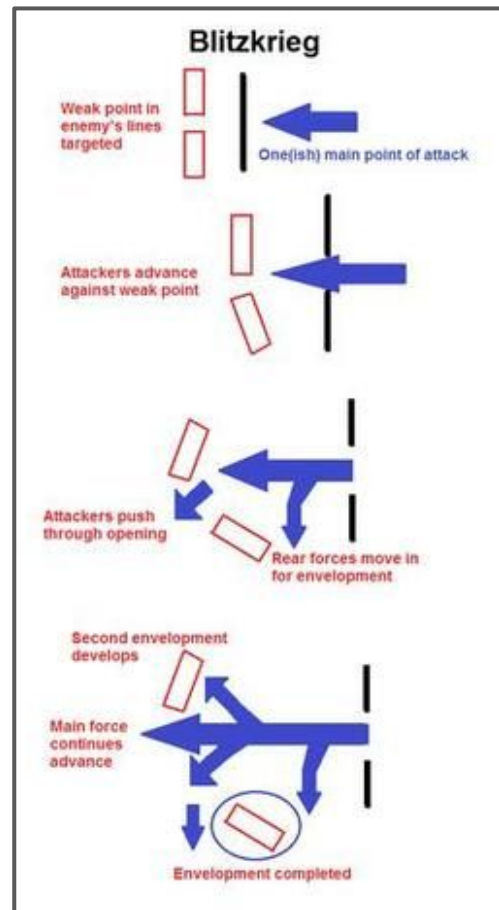 Blitzkrieg
Weak point in
enemy's lines
targeted
One(ish) main point of attack
Attackers advance
against weak point
Attackers push
through opening
Rear forces move in
for envelopment
Second envelopment
develops
Main force
continues
advance
Envelopment completed